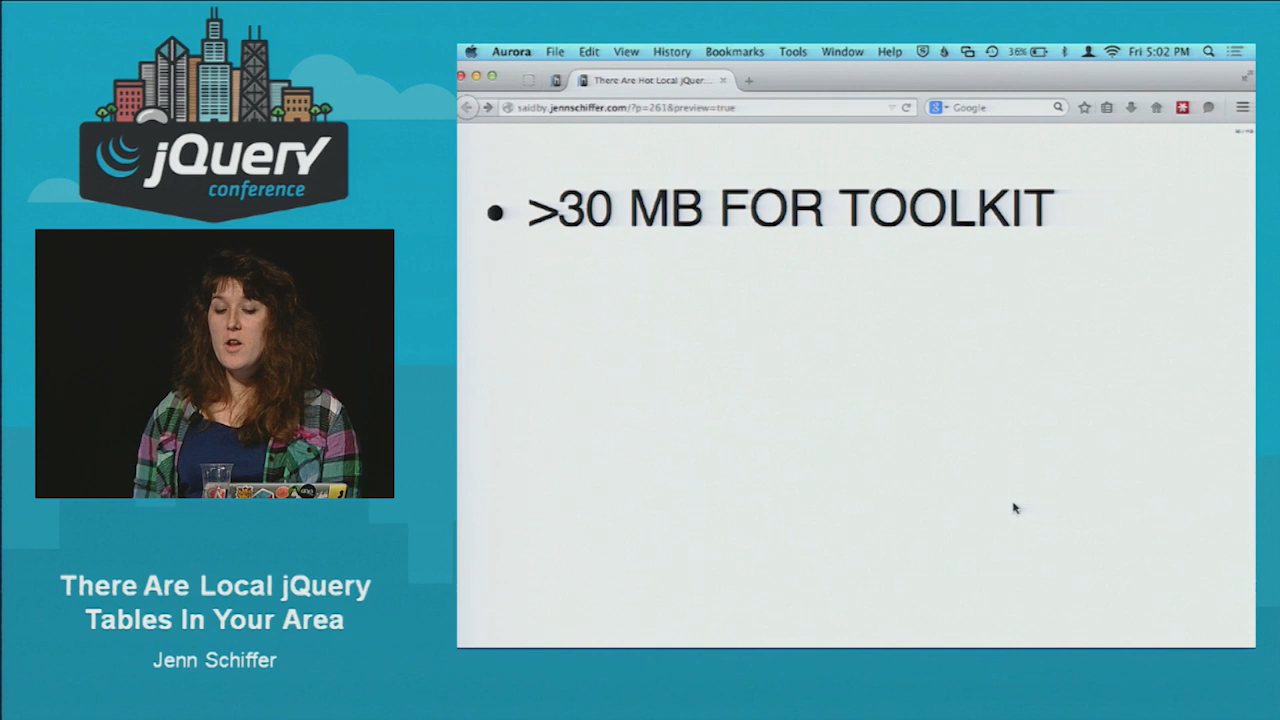 jQuery
conference
There Are Local jQuery
Tables In Your Area
Jenn Schiffer
Aurora File Edit View History Bookmarks Tools Window Help 36% Fri 5:02 PM
There Are Hot Local jQuer...
saidby.jennschiffer.com/?p=261&preview=true
Google
• >30 MB FOR TOOLKIT